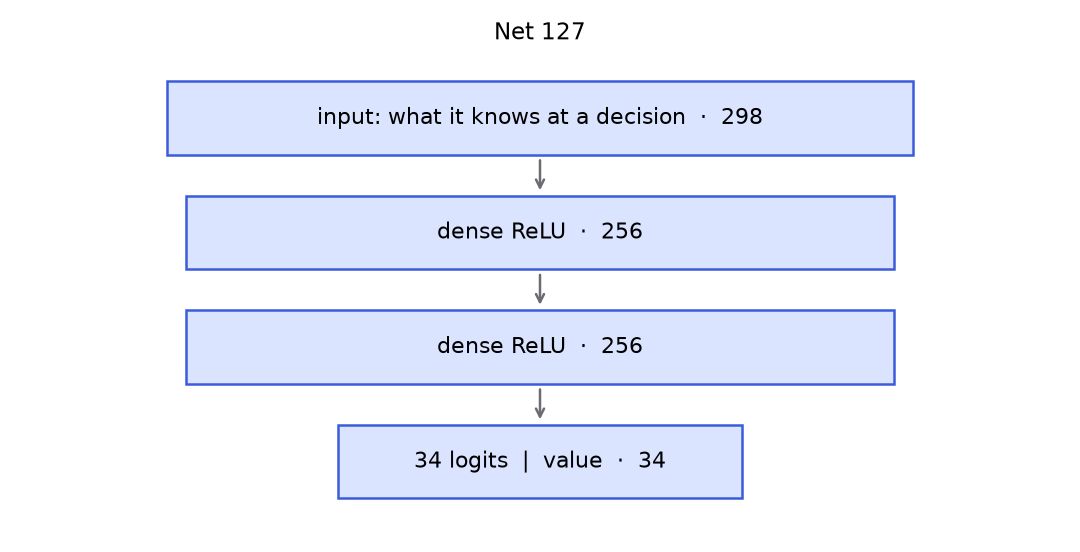 Net 127
input: what it knows at a decision · 298
dense ReLU · 256
dense ReLU · 256
34 logits | value · 34